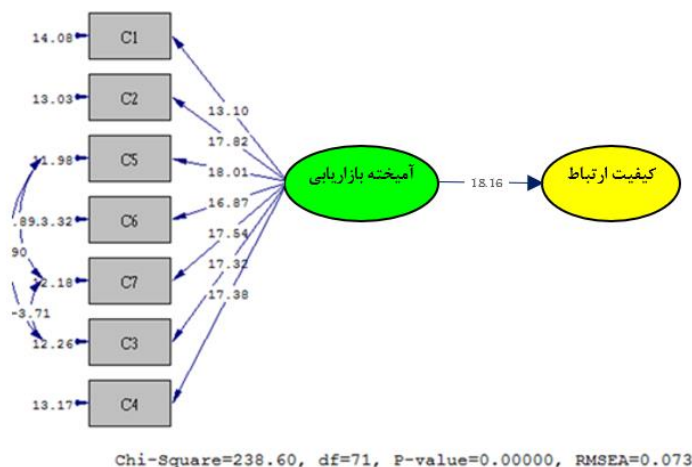 14.08 C1
13.03 C2
13.10
17.82
C5
18.01
آمیخته بازاریابی
18.16
کیفیت ارتباط
C6
16.87
17.54
90
12.18 C7
17.32
17.38
-3.71
12.26 C3
13.17 C4
Chi-Square=238.60, df=71, P-value=0.00000, RMSEA=0.073